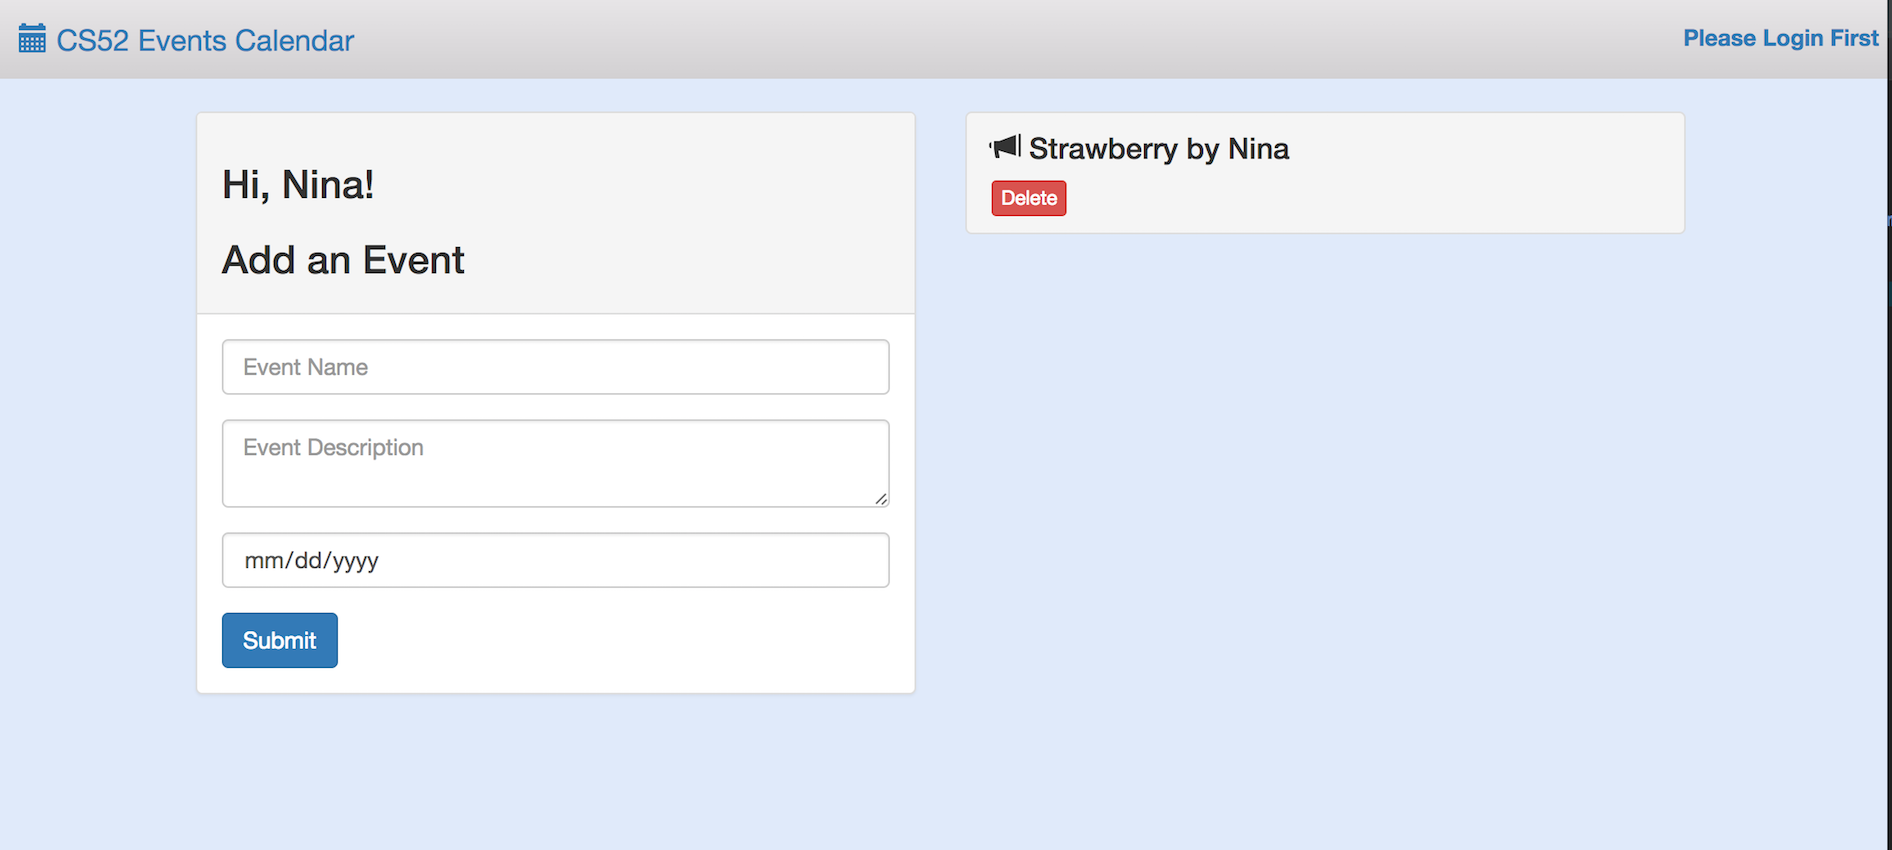 CS52 Events Calendar
Please Login First
Hi, Nina!
Add an Event
Event Name
Event Description
mm/dd/yyyy
Submit
Strawberry by Nina
Delete